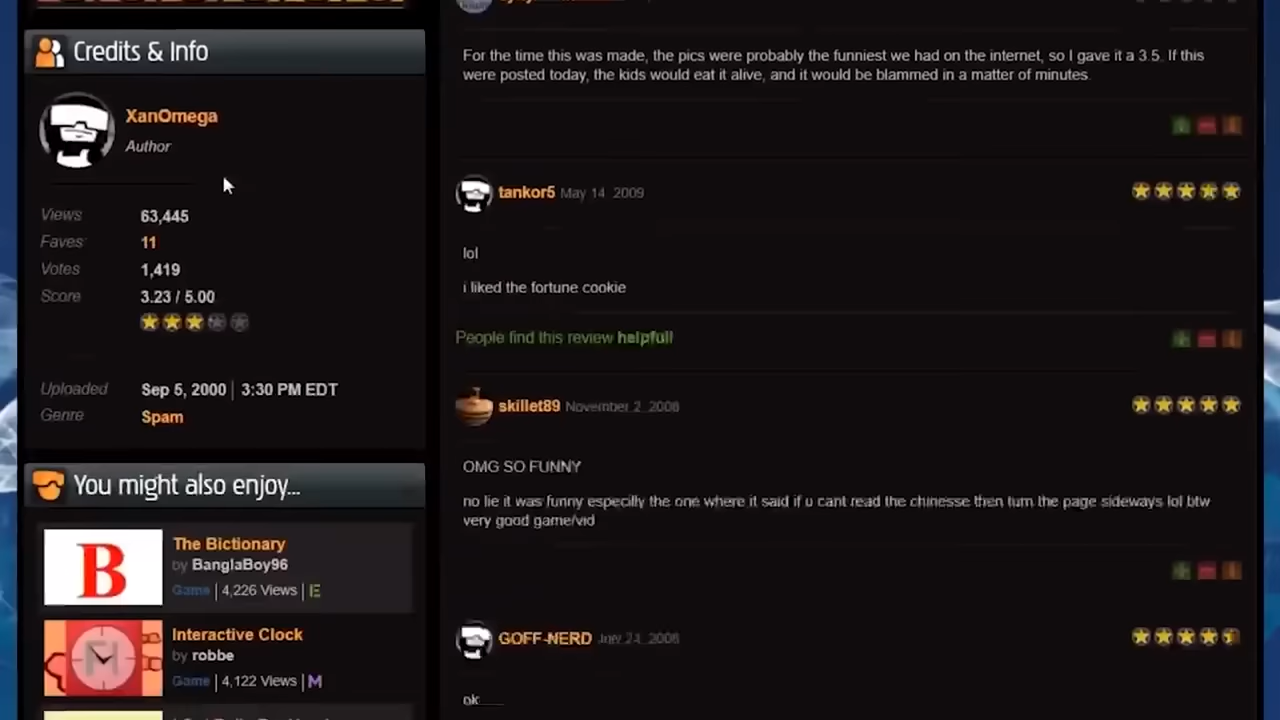 Credits & Info
XanOmega
Author
Views 63,445
Faves: 11
Votes 1,419
Score 3.23 / 5.00
Uploaded Sep 5, 2000 | 3:30 PM EDT
Genre Spam
You might also enjoy...
The Bictionary
by BanglaBoy96
Game | 4,226 Views | E
Interactive Clock
by robbe
Game | 4,122 Views | M
For the time this was made, the pics were probably the funniest we had on the internet, so I gave it a 3.5. If this
were posted today, the kids would eat it alive, and it would be blammed in a matter of minutes.
tankor5 May 14, 2009
lol
i liked the fortune cookie
People find this review helpful!
skillet89 November 2, 2008
OMG SO FUNNY
no lie it was funny especilly the one where it said if u cant read the chinesse then turn the page sideways lol btw
very good game/vid
GOFF-NERD July 21, 2008
ok